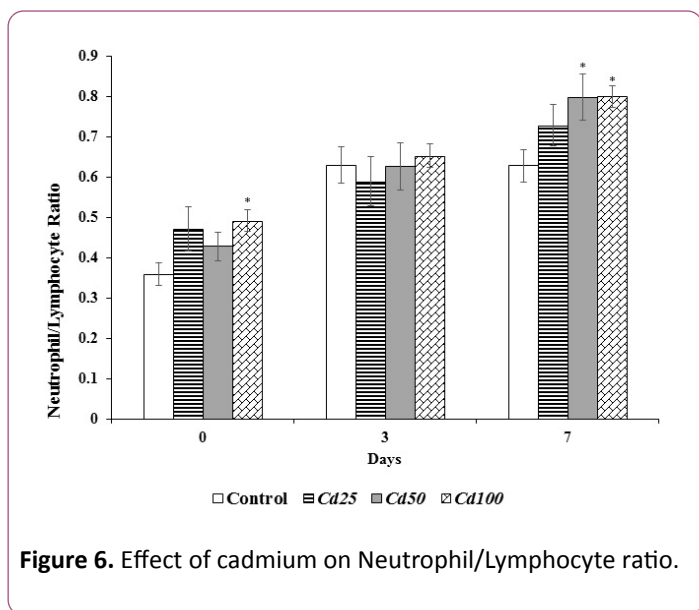 0.9
0.8
0.7
0.6
0.5
0.4
0.3
0.2
0.1
0
Neutrophil/Lymphocyte Ratio
*
*
*
0 3 7
Days
Control Cd25 Cd50 Cd100
Figure 6. Effect of cadmium on Neutrophil/Lymphocyte ratio.